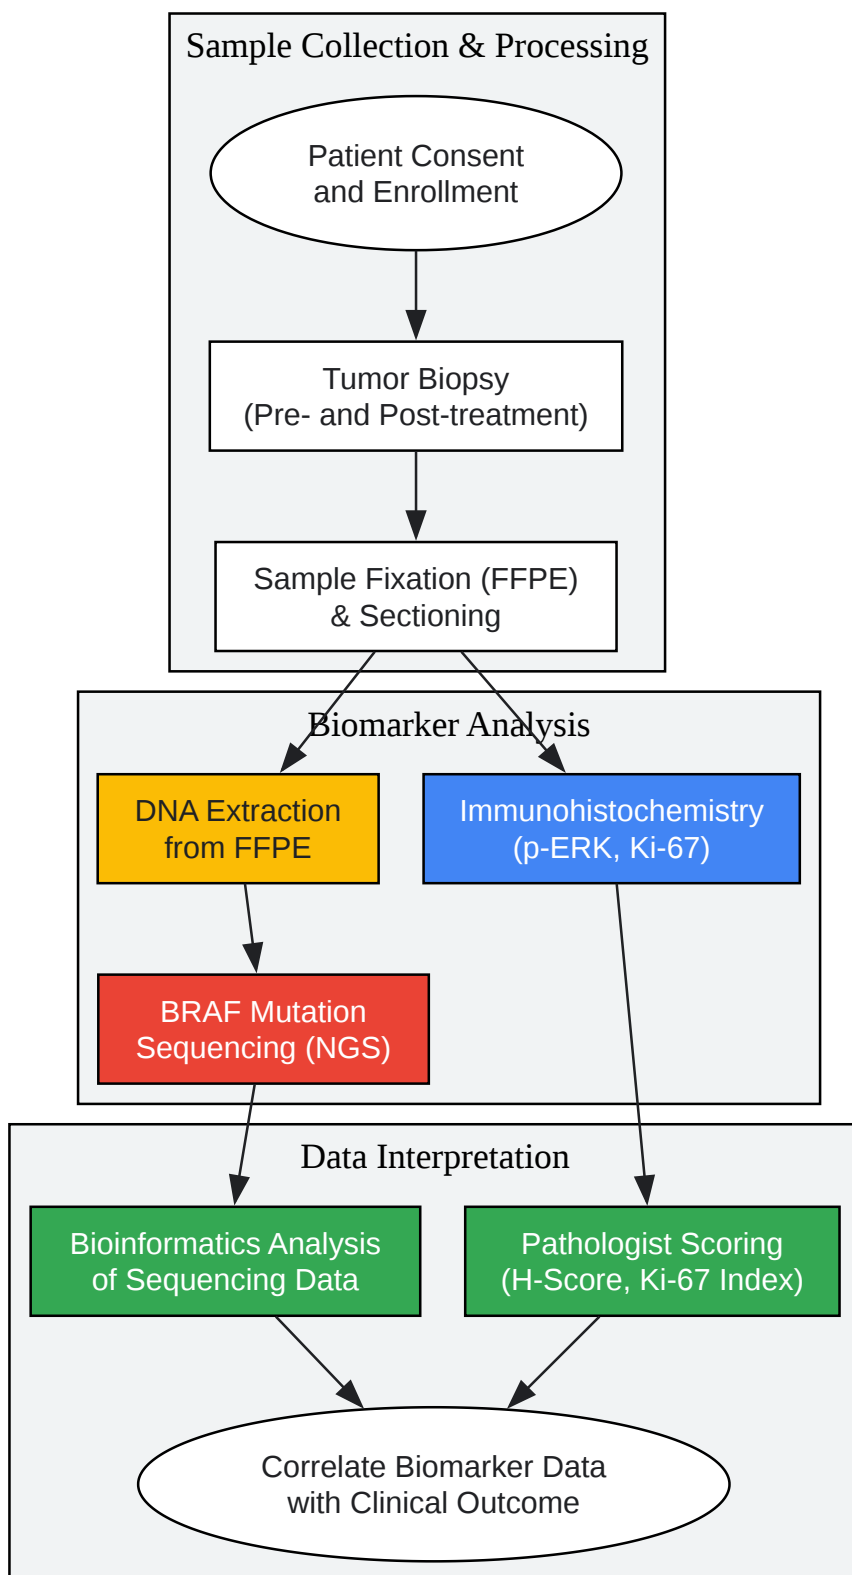 Sample Collection & Processing
Patient Consent
and Enrollment
Tumor Biopsy
(Pre- and Post-treatment)
Sample Fixation (FFPE)
& Sectioning
Biomarker Analysis
DNA Extraction
from FFPE
Immunohistochemistry
(p-ERK, Ki-67)
BRAF Mutation
Sequencing (NGS)
Data Interpretation
Bioinformatics Analysis
of Sequencing Data
Pathologist Scoring
(H-Score, Ki-67 Index)
Correlate Biomarker Data
with Clinical Outcome